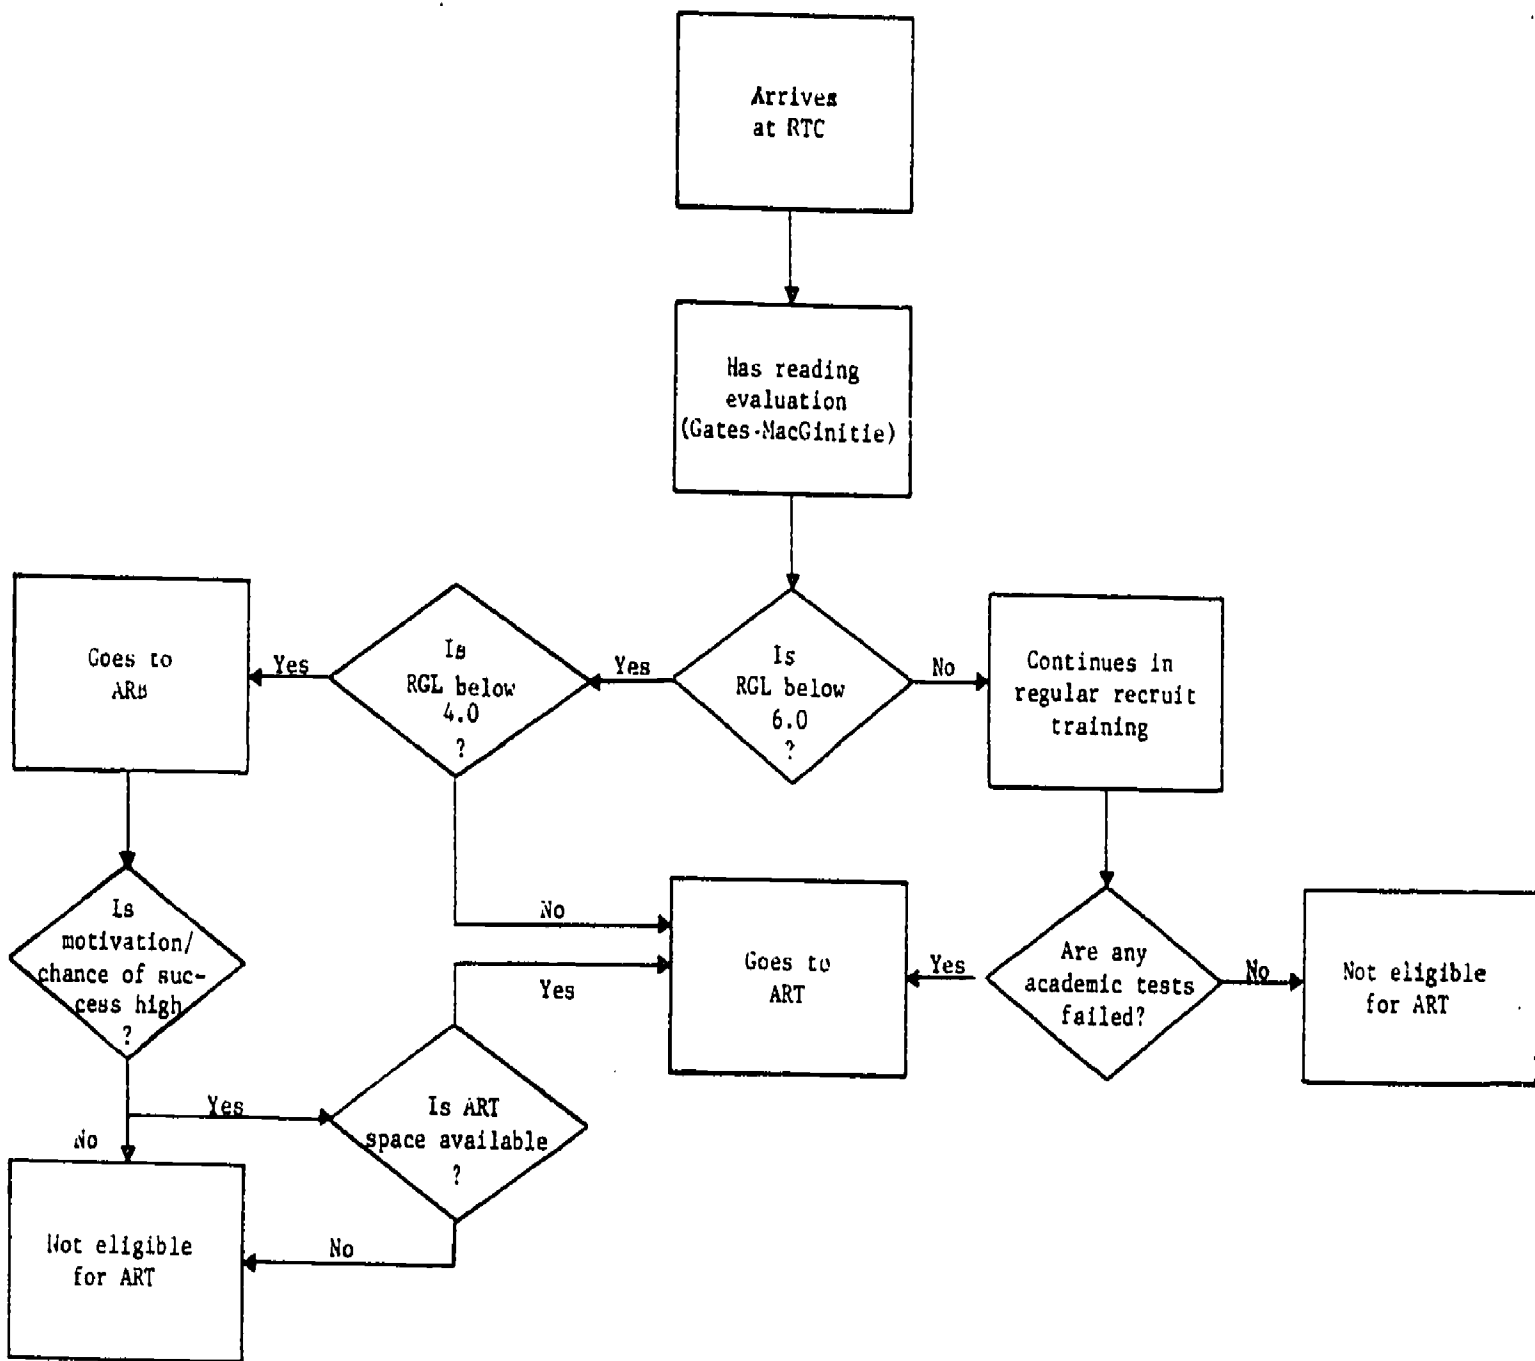 Arrives
at RTC
Has reading
evaluation
(Gates-MacGinitie)
Is
RGL below
6.0
?
Yes
No
Is
RGL below
4.0
?
Yes
No
Goes to
ARB
Continues in
regular recruit
training
Is
motivation/
chance of suc-
cess high
?
Yes
No
Is ART
space available
?
Yes
No
Goes to
ART
Are any
academic tests
failed?
Yes
No
Not eligible
for ART
Not eligible
for ART